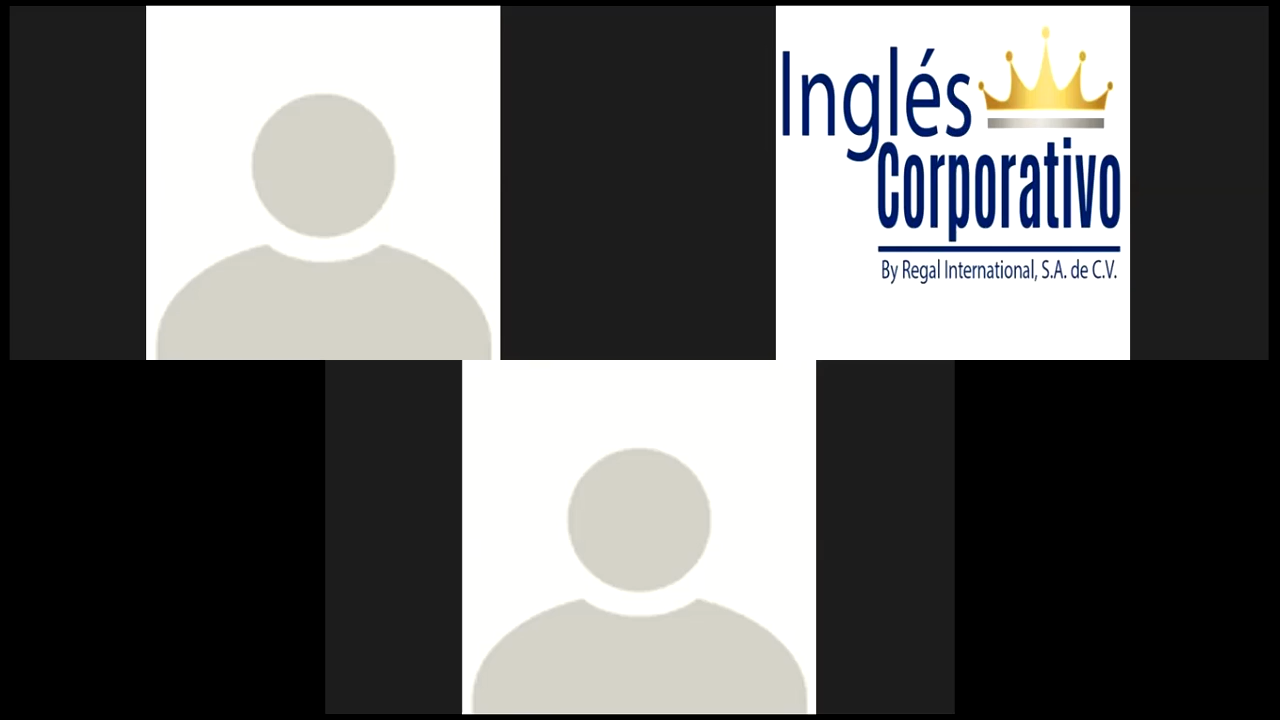 Inglés
Corporativo
By Regal International, S.A. de C.V.